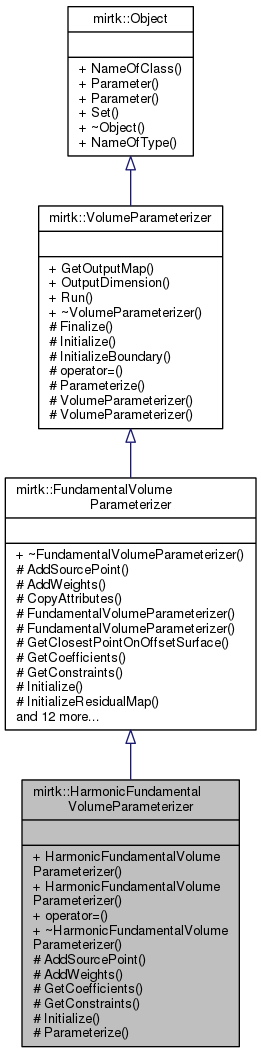 mirtk::Object
+ NameOfClass()
+ Parameter()
+ Parameter()
+ Set()
+ ~Object()
+ NameOfType()
mirtk::VolumeParameterizer
+ GetOutputMap()
+ OutputDimension()
+ Run()
+ ~VolumeParameterizer()
# Finalize()
# Initialize()
# InitializeBoundary()
# operator=()
# Parameterize()
# VolumeParameterizer()
# VolumeParameterizer()
mirtk::FundamentalVolume
Parameterizer
+ ~FundamentalVolumeParameterizer()
# AddSourcePoint()
# AddWeights()
# CopyAttributes()
# FundamentalVolumeParameterizer()
# FundamentalVolumeParameterizer()
# GetClosestPointOnOffsetSurface()
# GetCoefficients()
# GetConstraints()
# Initialize()
# InitializeResidualMap()
and 12 more...
mirtk::HarmonicFundamental
VolumeParameterizer
+ HarmonicFundamentalVolume
Parameterizer()
+ HarmonicFundamentalVolume
Parameterizer()
+ operator=()
+ ~HarmonicFundamentalVolume
Parameterizer()
# AddSourcePoint()
# AddWeights()
# GetCoefficients()
# GetConstraints()
# Initialize()
# Parameterize()